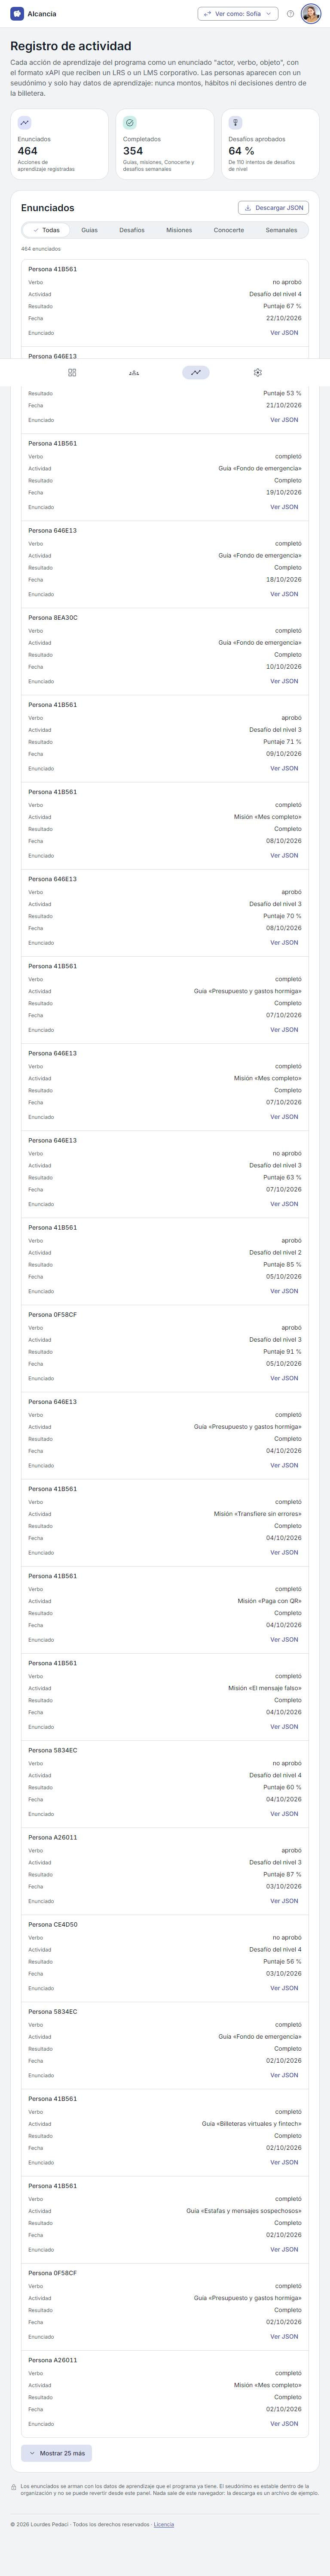 Alcancía
Ver como: Sofía
Registro de actividad
Cada acción de aprendizaje del programa como un enunciado "actor, verbo, objeto", con
el formato xAPI que reciben un LRS o un LMS corporativo. Las personas aparecen con un
seudónimo y solo hay datos de aprendizaje: nunca montos, hábitos ni decisiones dentro de
la billetera.
Enunciados
464
Acciones de
aprendizaje registradas
Completados
354
Guías, misiones, Conocerte y
desafíos semanales
Desafíos aprobados
64 %
De 110 intentos de desafíos
de nivel
Enunciados
Descargar JSON
Todas
Guías
Desafíos
Misiones
Conocerte
Semanales
464 enunciados
Persona 41B561
Verbo no aprobó
Actividad Desafío del nivel 4
Resultado Puntaje 67 %
Fecha 22/10/2026
Enunciado Ver JSON
Persona 646E13
Resultado Puntaje 53 %
Fecha 21/10/2026
Enunciado Ver JSON
Persona 41B561
Verbo completó
Actividad Guía «Fondo de emergencia»
Resultado Completo
Fecha 19/10/2026
Enunciado Ver JSON
Persona 646E13
Verbo completó
Actividad Guía «Fondo de emergencia»
Resultado Completo
Fecha 18/10/2026
Enunciado Ver JSON
Persona 8EA30C
Verbo completó
Actividad Guía «Fondo de emergencia»
Resultado Completo
Fecha 10/10/2026
Enunciado Ver JSON
Persona 41B561
Verbo aprobó
Actividad Desafío del nivel 3
Resultado Puntaje 71 %
Fecha 09/10/2026
Enunciado Ver JSON
Persona 41B561
Verbo completó
Actividad Misión «Mes completo»
Resultado Completo
Fecha 08/10/2026
Enunciado Ver JSON
Persona 646E13
Verbo aprobó
Actividad Desafío del nivel 3
Resultado Puntaje 70 %
Fecha 08/10/2026
Enunciado Ver JSON
Persona 41B561
Verbo completó
Actividad Guía «Presupuesto y gastos hormiga»
Resultado Completo
Fecha 07/10/2026
Enunciado Ver JSON
Persona 646E13
Verbo completó
Actividad Misión «Mes completo»
Resultado Completo
Fecha 07/10/2026
Enunciado Ver JSON
Persona 646E13
Verbo no aprobó
Actividad Desafío del nivel 3
Resultado Puntaje 63 %
Fecha 07/10/2026
Enunciado Ver JSON
Persona 41B561
Verbo aprobó
Actividad Desafío del nivel 2
Resultado Puntaje 85 %
Fecha 05/10/2026
Enunciado Ver JSON
Persona 0F58CF
Verbo aprobó
Actividad Desafío del nivel 3
Resultado Puntaje 91 %
Fecha 05/10/2026
Enunciado Ver JSON
Persona 646E13
Verbo completó
Actividad Guía «Presupuesto y gastos hormiga»
Resultado Completo
Fecha 04/10/2026
Enunciado Ver JSON
Persona 41B561
Verbo completó
Actividad Misión «Transfiere sin errores»
Resultado Completo
Fecha 04/10/2026
Enunciado Ver JSON
Persona 41B561
Verbo completó
Actividad Misión «Paga con QR»
Resultado Completo
Fecha 04/10/2026
Enunciado Ver JSON
Persona 41B561
Verbo completó
Actividad Misión «El mensaje falso»
Resultado Completo
Fecha 04/10/2026
Enunciado Ver JSON
Persona 5834EC
Verbo no aprobó
Actividad Desafío del nivel 4
Resultado Puntaje 60 %
Fecha 04/10/2026
Enunciado Ver JSON
Persona A26011
Verbo aprobó
Actividad Desafío del nivel 3
Resultado Puntaje 87 %
Fecha 03/10/2026
Enunciado Ver JSON
Persona CE4D50
Verbo no aprobó
Actividad Desafío del nivel 4
Resultado Puntaje 56 %
Fecha 03/10/2026
Enunciado Ver JSON
Persona 5834EC
Verbo completó
Actividad Guía «Fondo de emergencia»
Resultado Completo
Fecha 02/10/2026
Enunciado Ver JSON
Persona 41B561
Verbo completó
Actividad Guía «Billeteras virtuales y fintech»
Resultado Completo
Fecha 02/10/2026
Enunciado Ver JSON
Persona 41B561
Verbo completó
Actividad Guía «Estafas y mensajes sospechosos»
Resultado Completo
Fecha 02/10/2026
Enunciado Ver JSON
Persona 0F58CF
Verbo completó
Actividad Guía «Presupuesto y gastos hormiga»
Resultado Completo
Fecha 02/10/2026
Enunciado Ver JSON
Persona A26011
Verbo completó
Actividad Misión «Mes completo»
Resultado Completo
Fecha 02/10/2026
Enunciado Ver JSON
Mostrar 25 más
Los enunciados se arman con los datos de aprendizaje que el programa ya tiene. El seudónimo es estable dentro de la
organización y no se puede revertir desde este panel. Nada sale de este navegador: la descarga es un archivo de ejemplo.
© 2026 Lourdes Pedaci · Todos los derechos reservados · Licencia